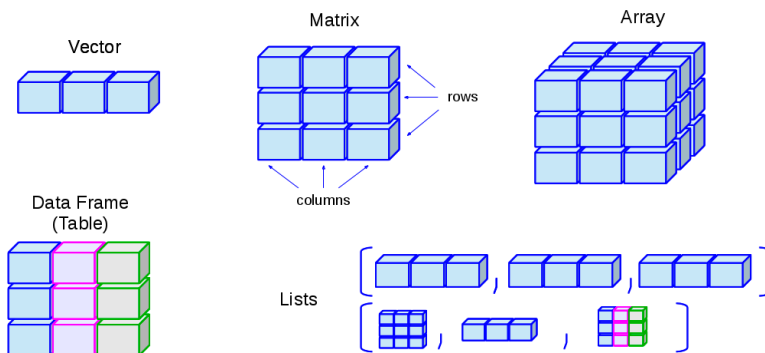 Vector
Matrix
Array
rows
columns
Data Frame
(Table)
Lists